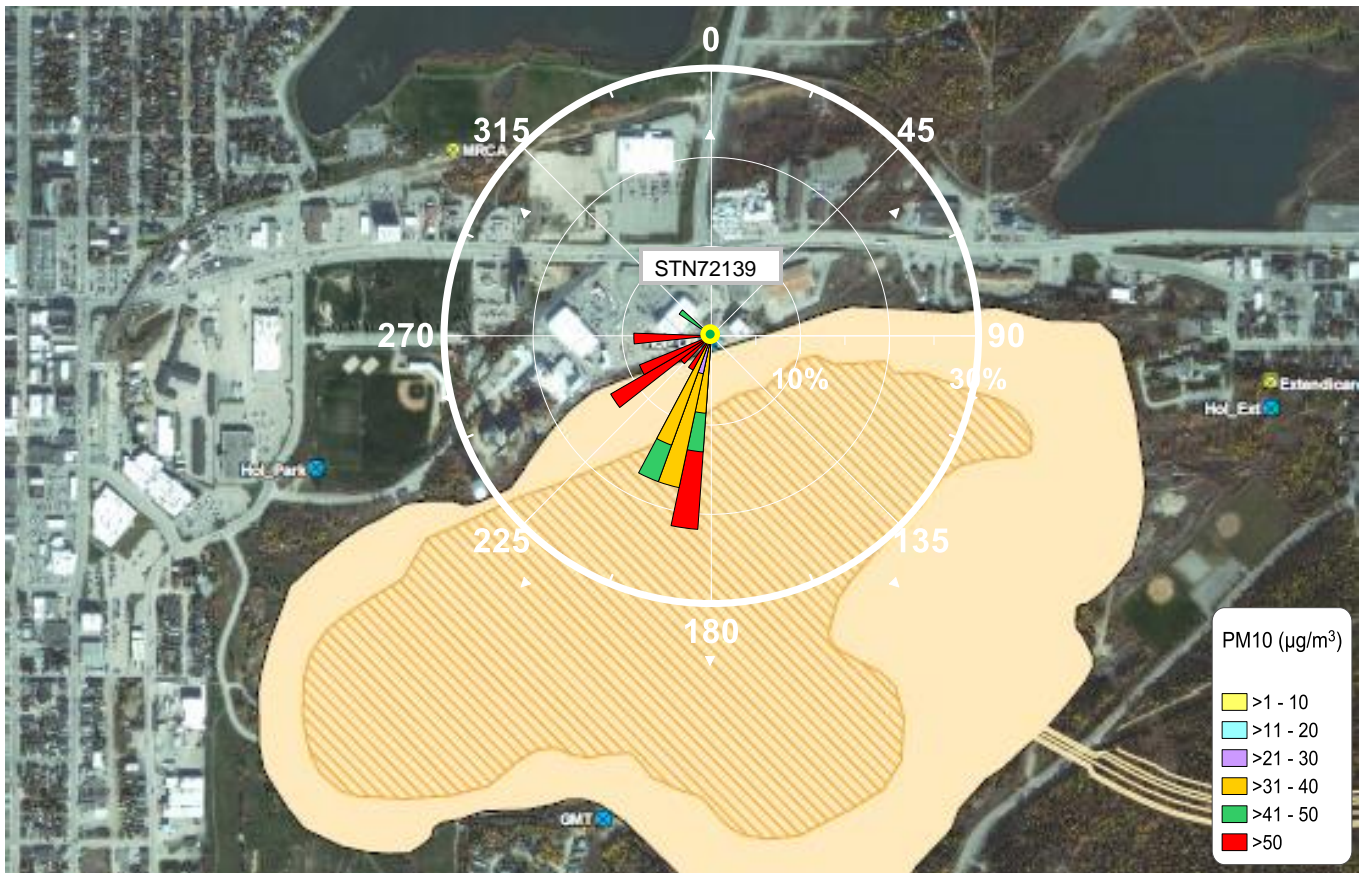 0
315
45
MRCA
STN72139
270
90
10%
30%
Extendicare
Hol_Ext
Hol_Park
225
135
180
GMT
PM10 (µg/m³)
>1 - 10
>11 - 20
>21 - 30
>31 - 40
>41 - 50
>50